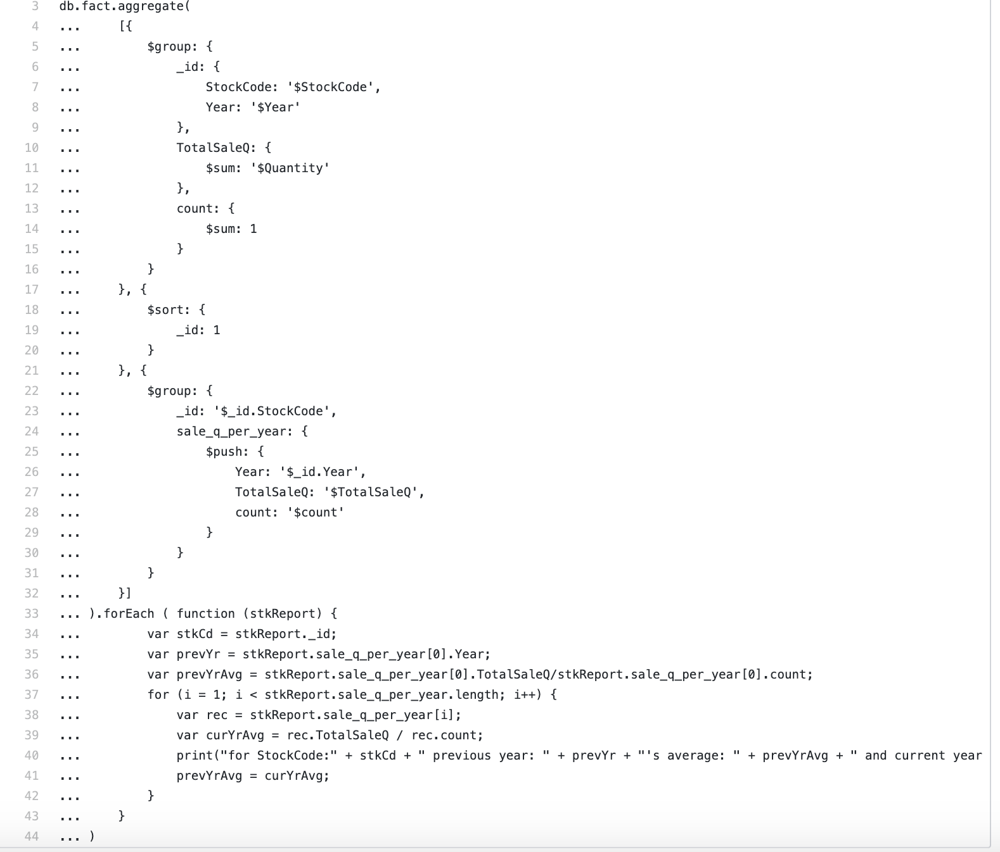 3 db.fact.aggregate(
4 ... [{
5 ... $group: {
6 ... _id: {
7 ... StockCode: '$StockCode',
8 ... Year: '$Year'
9 ... },
10 ... TotalSaleQ: {
11 ... $sum: '$Quantity'
12 ... },
13 ... count: {
14 ... $sum: 1
15 ... }
16 ... }
17 ... }, {
18 ... $sort: {
19 ... _id: 1
20 ... }
21 ... }, {
22 ... $group: {
23 ... _id: '$_id.StockCode',
24 ... sale_q_per_year: {
25 ... $push: {
26 ... Year: '$_id.Year',
27 ... TotalSaleQ: '$TotalSaleQ',
28 ... count: '$count'
29 ... }
30 ... }
31 ... }
32 ... }]
33 ... ).forEach ( function (stkReport) {
34 ... var stkCd = stkReport._id;
35 ... var prevYr = stkReport.sale_q_per_year[0].Year;
36 ... var prevYrAvg = stkReport.sale_q_per_year[0].TotalSaleQ/stkReport.sale_q_per_year[0].count;
37 ... for (i = 1; i < stkReport.sale_q_per_year.length; i++) {
38 ... var rec = stkReport.sale_q_per_year[i];
39 ... var curYrAvg = rec.TotalSaleQ / rec.count;
40 ... print("for StockCode:" + stkCd + " previous year: " + prevYr + "'s average: " + prevYrAvg + " and current year
41 ... prevYrAvg = curYrAvg;
42 ... }
43 ... }
44 ... )